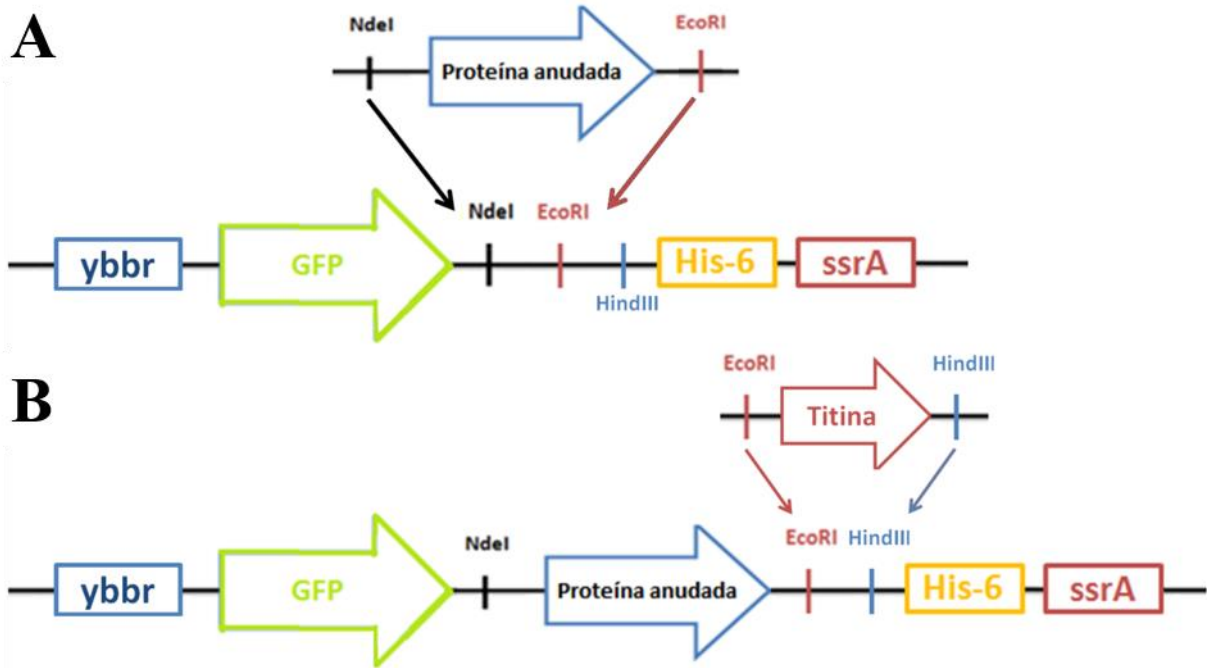 A
NdeI
EcoRI
Proteína anudada
NdeI
EcoRI
ybbr
GFP
His-6
ssrA
HindIII
B
EcoRI
HindIII
Titina
NdeI
EcoRI
HindIII
ybbr
GFP
Proteína anudada
His-6
ssrA